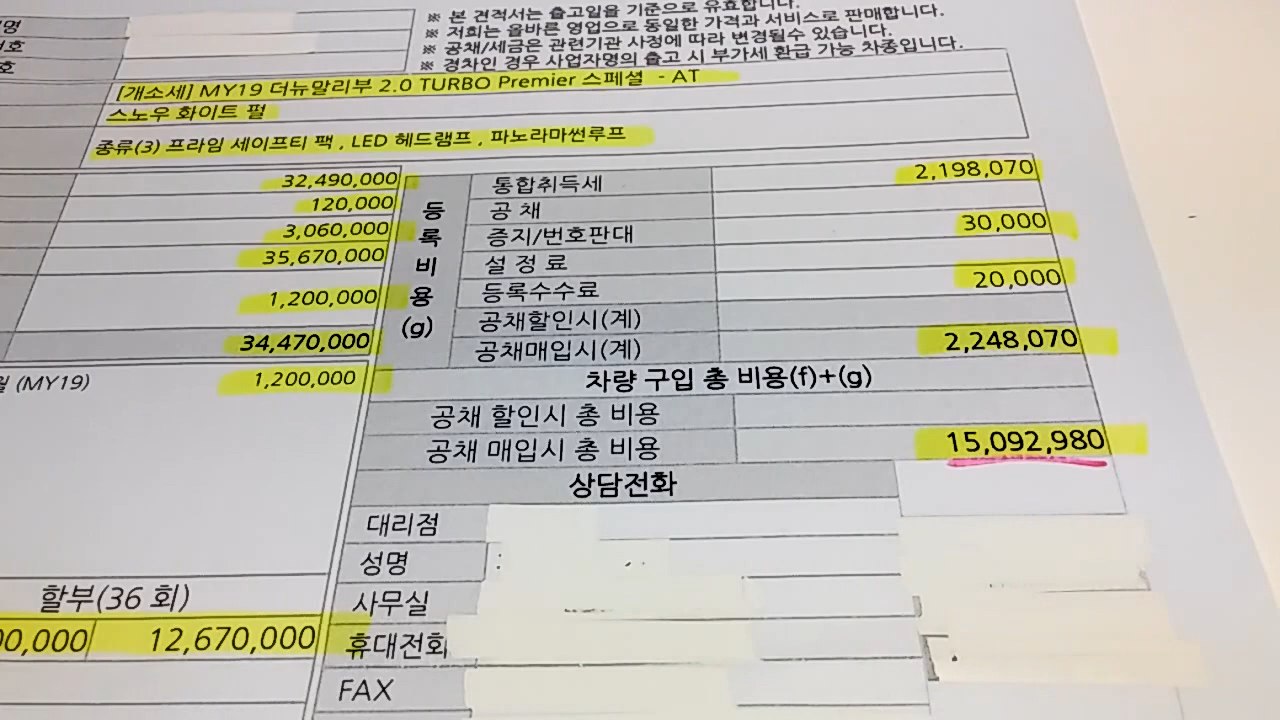 명
※ 본 견적서는 출고일을 기준으로 유효합니다.
※ 저희는 올바른 영업으로 동일한 가격과 서비스로 판매합니다.
※ 공채/세금은 관련기관 사정에 따라 변경될수 있습니다.
※ 경차인 경우 사업자명의 출고 시 부가세 환급 가능 차종입니다.
호
[개소세] MY19 더뉴말리부 2.0 TURBO Premier 스페셜 - AT
스노우 화이트 펄
종류(3) 프라임 세이프티 팩 , LED 헤드램프 , 파노라마썬루프
32,490,000
120,000
3,060,000
35,670,000
1,200,000
34,470,000
등록비용(g)
통합취득세 2,198,070
공 채
증지/번호판대 30,000
설 정 료
등록수수료 20,000
공채할인시(계)
공채매입시(계) 2,248,070
(MY19) 1,200,000
차량 구입 총 비용(f)+(g)
공채 할인시 총 비용
공채 매입시 총 비용 15,092,980
상담전화
대리점
성명 :
사무실
휴대전화
FAX
할부(36 회)
00,000 12,670,000